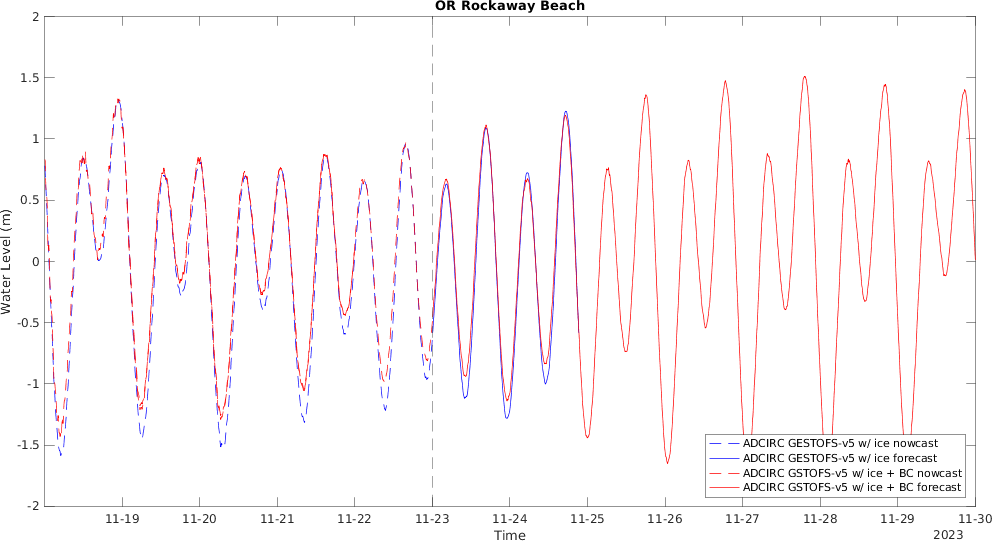 OR Rockaway Beach
2
1.5
1
0.5
0
-0.5
-1
-1.5
-2
Water Level (m)
ADCIRC GESTOFS-v5 w/ ice nowcast
ADCIRC GESTOFS-v5 w/ ice forecast
ADCIRC GSTOFS-v5 w/ ice + BC nowcast
ADCIRC GSTOFS-v5 w/ ice + BC forecast
11-19 11-20 11-21 11-22 11-23 11-24 11-25 11-26 11-27 11-28 11-29 11-30
Time
2023